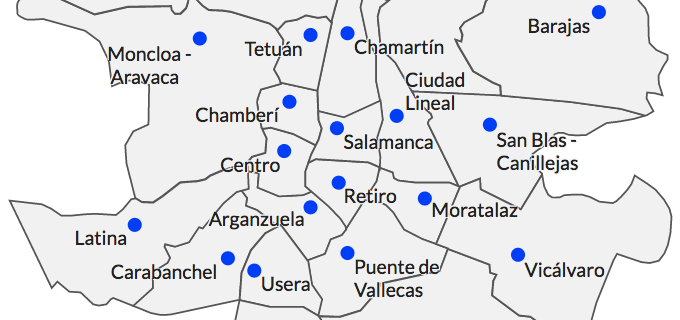 Barajas
Moncloa -
Aravaca
Tetuán
Chamartín
Ciudad
Lineal
Chamberí
Salamanca
San Blas -
Canillejas
Centro
Retiro
Moratalaz
Arganzuela
Latina
Carabanchel
Usera
Puente de
Vallecas
Vicálvaro